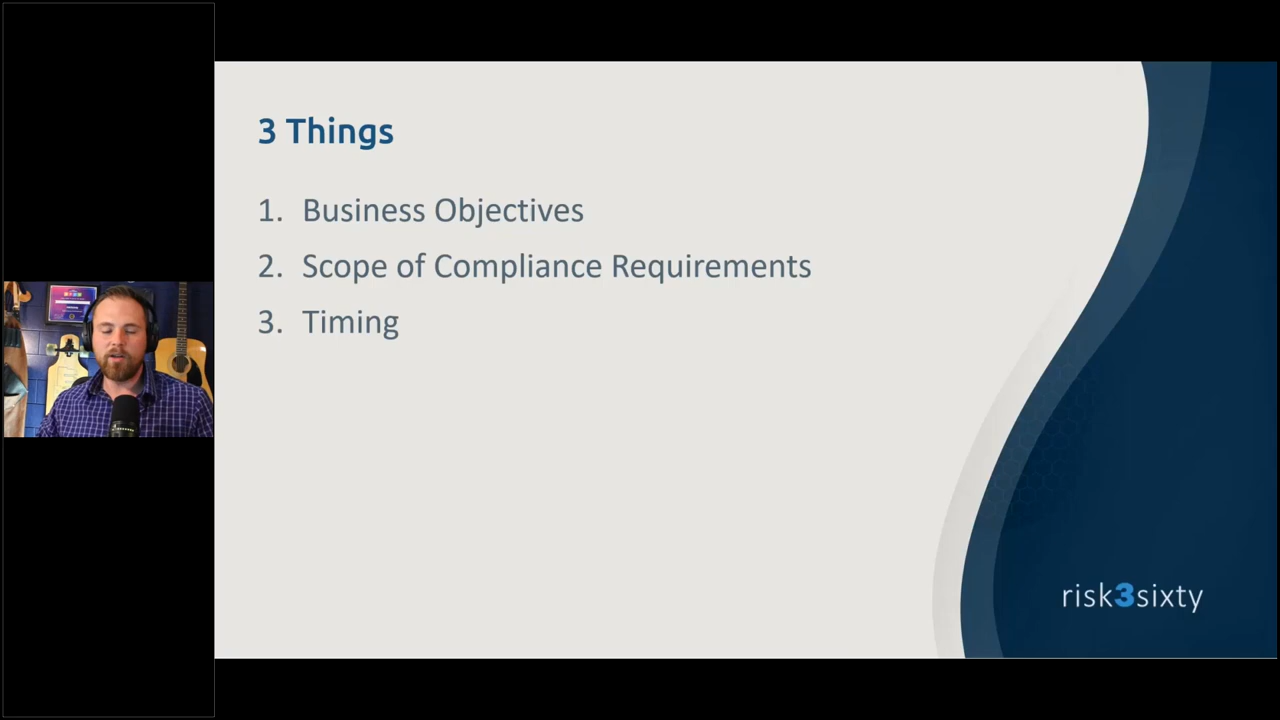 3 Things
1. Business Objectives
2. Scope of Compliance Requirements
3. Timing
risk3sixty